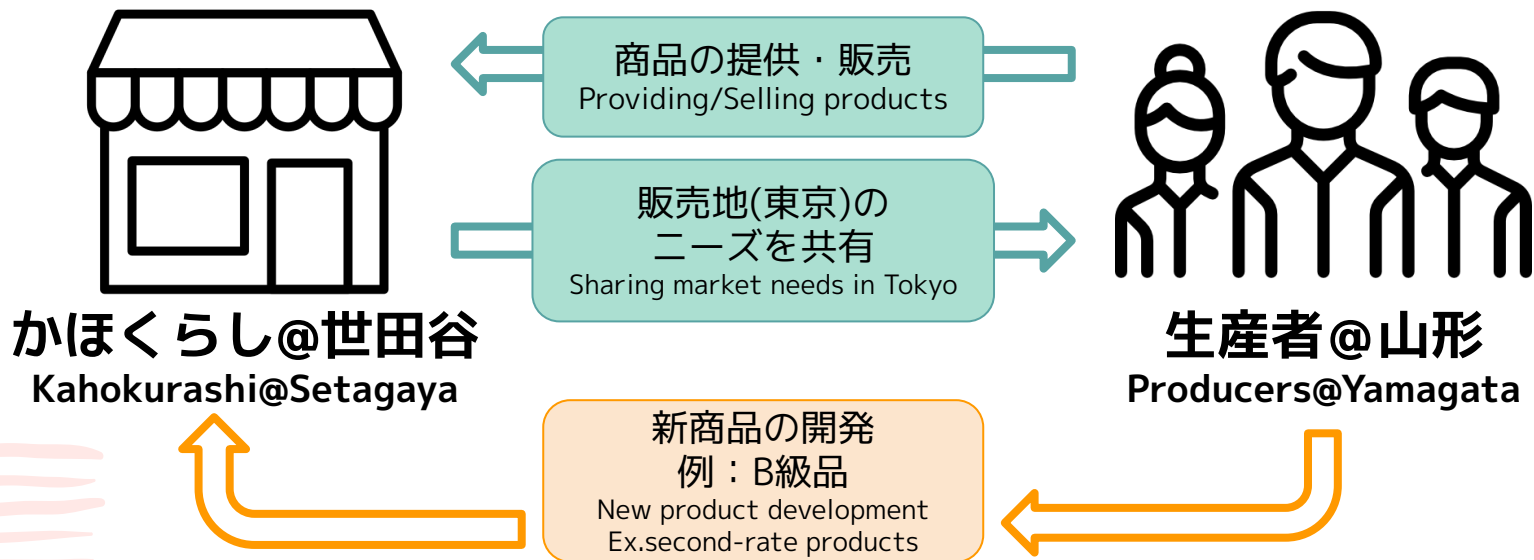 商品の提供・販売
Providing/Selling products
販売地(東京)の
ニーズを共有
Sharing market needs in Tokyo
かほくらし@世田谷
Kahokurashi@Setagaya
生産者@山形
Producers@Yamagata
新商品の開発
例：B級品
New product development
Ex.second-rate products